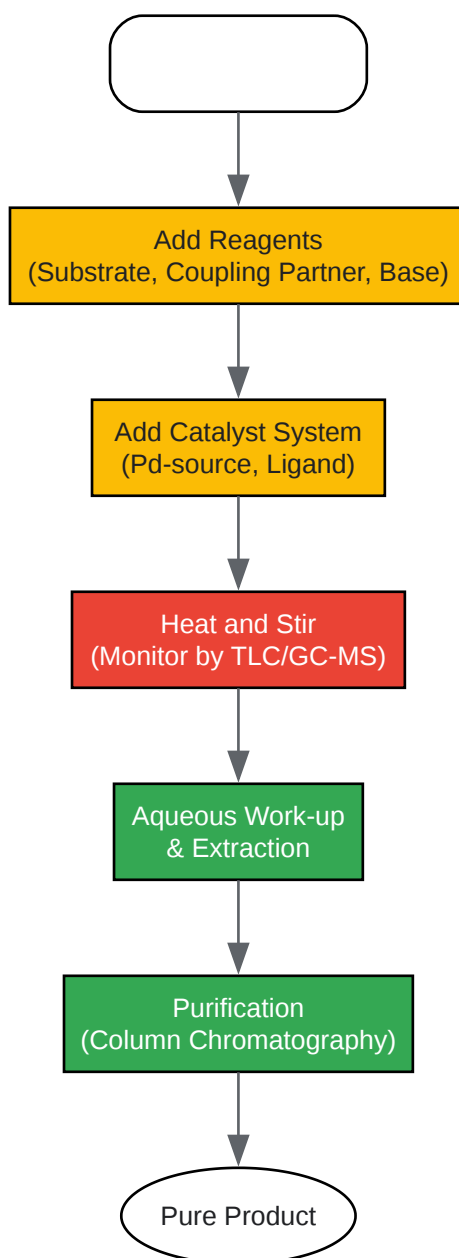 Add Reagents
(Substrate, Coupling Partner, Base)
Add Catalyst System
(Pd-source, Ligand)
Heat and Stir
(Monitor by TLC/GC-MS)
Aqueous Work-up
& Extraction
Purification
(Column Chromatography)
Pure Product